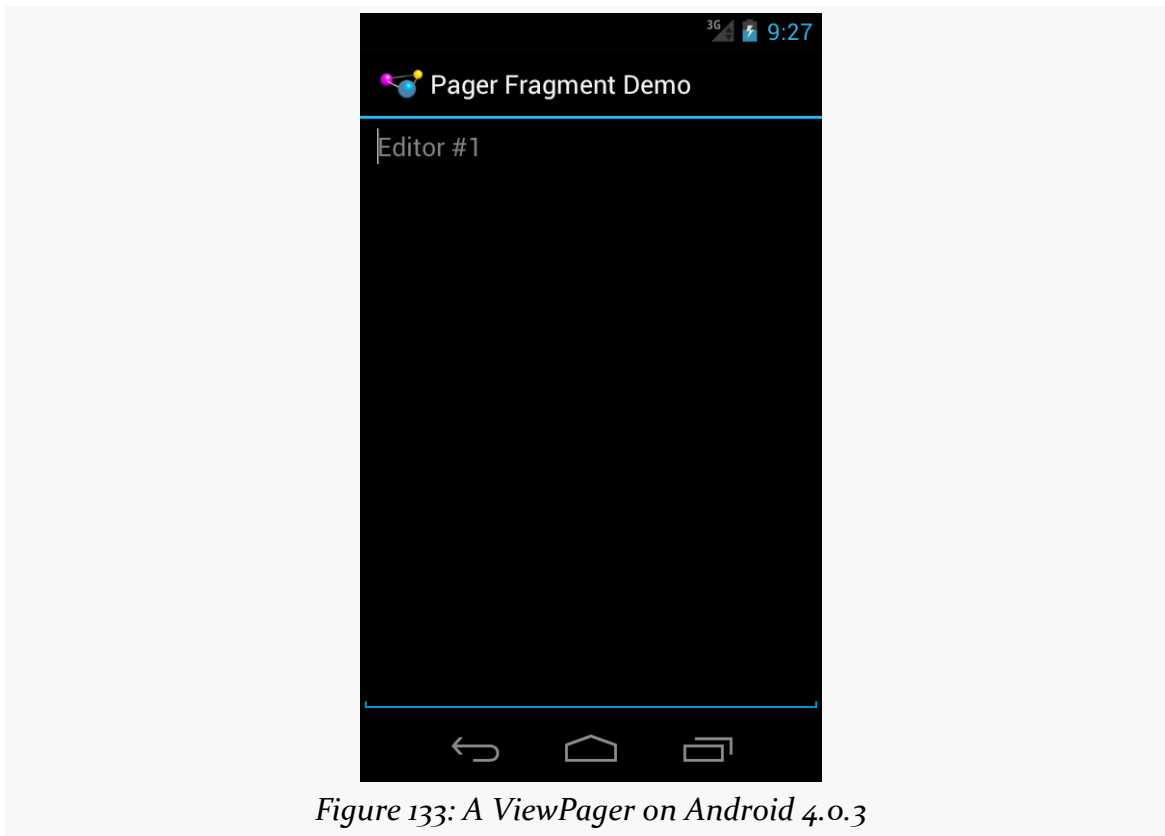 3G 9:27
Pager Fragment Demo
Editor #1
Figure 133: A ViewPager on Android 4.0.3